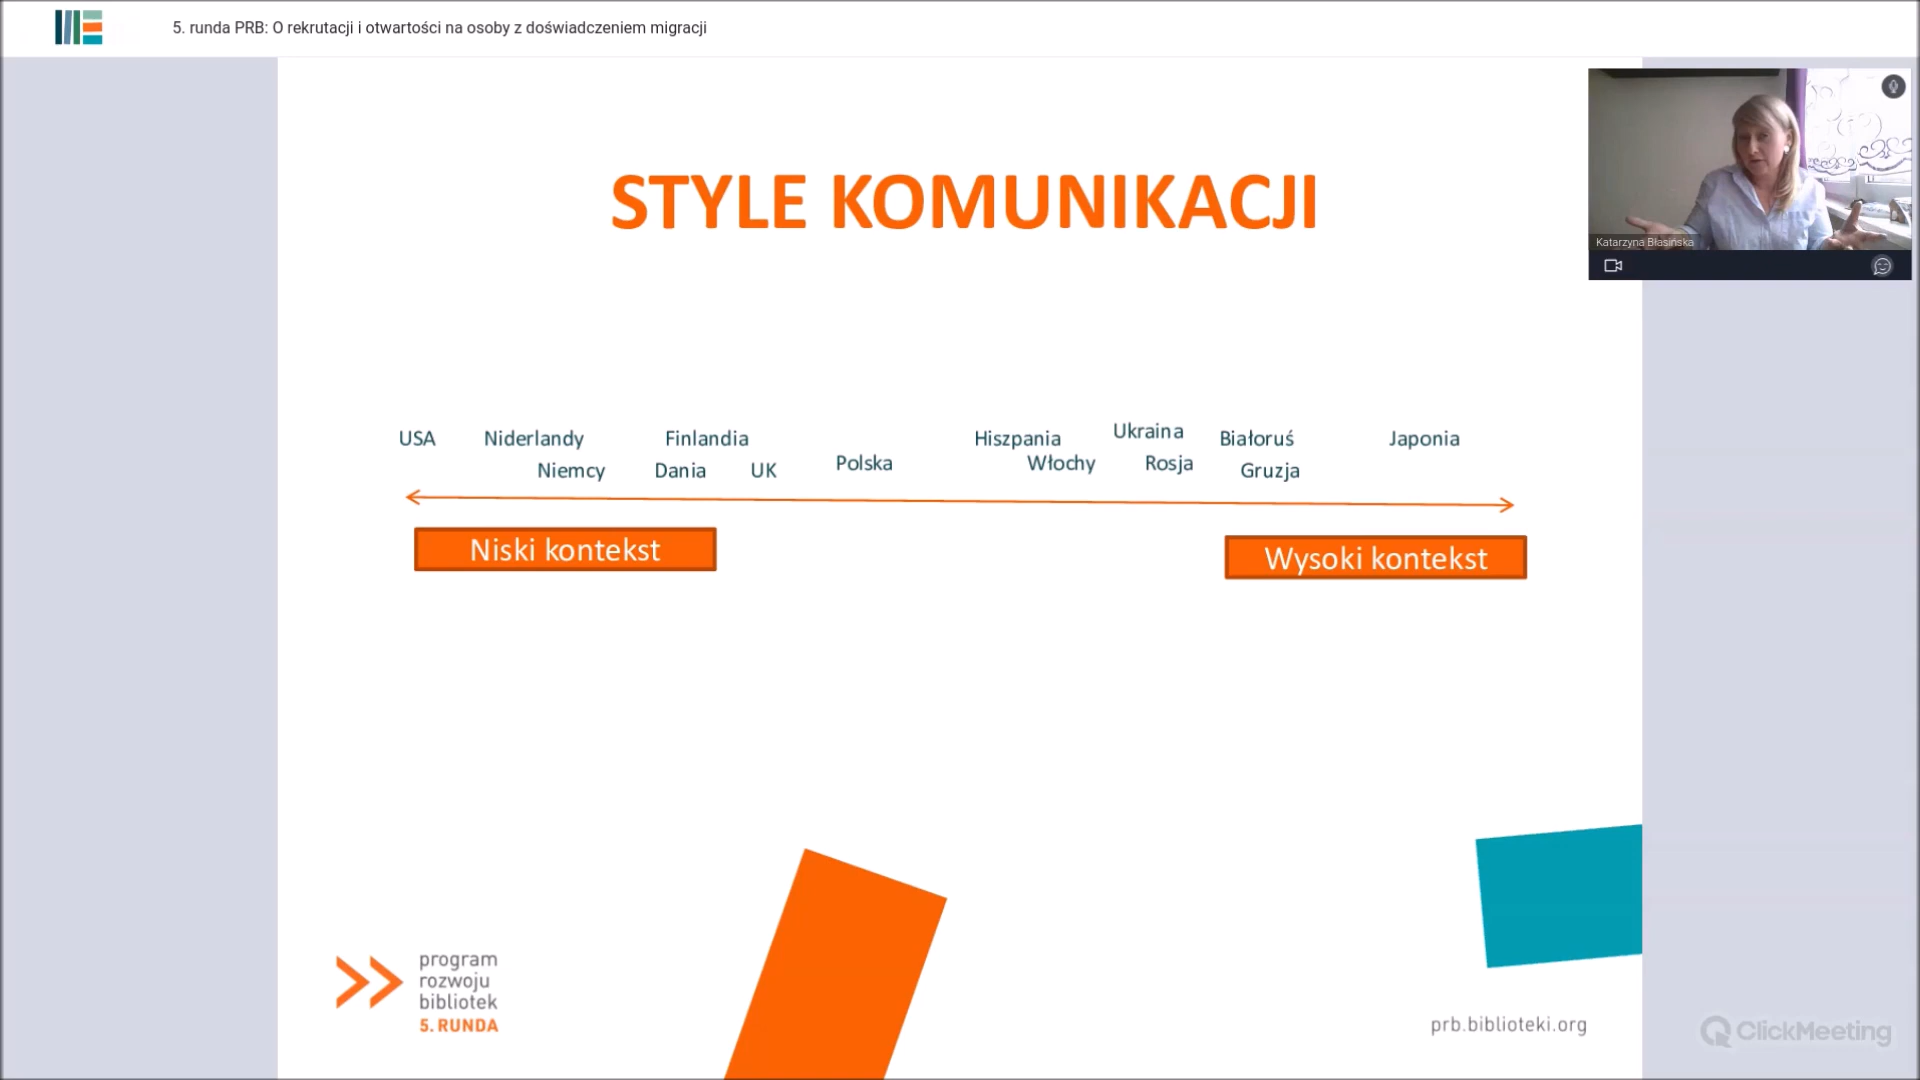 5. runda PRB: O rekrutacji i otwartości na osoby z doświadczeniem migracji
Katarzyna Błasińska
STYLE KOMUNIKACJI
USA Niderlandy Finlandia Hiszpania Ukraina Białoruś Japonia
Niemcy Dania UK Polska Włochy Rosja Gruzja
Niski kontekst
Wysoki kontekst
program
rozwoju
bibliotek
5. RUNDA
prb.biblioteki.org
ClickMeeting